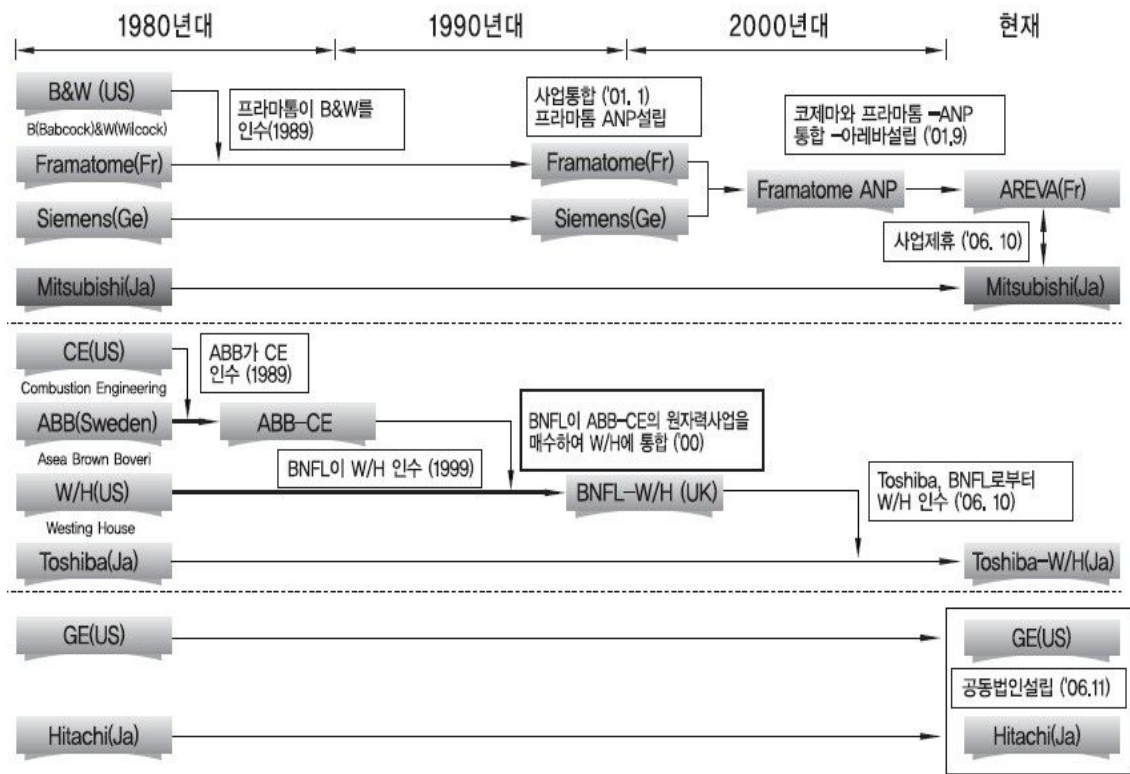 1980년대
1990년대
2000년대
현재
B&W (US)
B(Babcock)&W(Wilcock)
프라마톰이 B&W를
인수(1989)
사업통합 ('01. 1)
프라마톰 ANP설립
코제마와 프라마톰 –ANP
통합 –아레바설립 ('01.9)
Framatome(Fr)
Framatome(Fr)
Siemens(Ge)
Siemens(Ge)
Framatome ANP
AREVA(Fr)
사업제휴 ('06. 10)
Mitsubishi(Ja)
Mitsubishi(Ja)
CE(US)
Combustion Engineering
ABB가 CE
인수 (1989)
ABB(Sweden)
Asea Brown Boveri
ABB–CE
BNFL이 ABB–CE의 원자력사업을
매수하여 W/H에 통합 ('00)
BNFL이 W/H 인수 (1999)
W/H(US)
Westing House
BNFL–W/H (UK)
Toshiba, BNFL로부터
W/H 인수 ('06. 10)
Toshiba(Ja)
Toshiba–W/H(Ja)
GE(US)
GE(US)
공동법인설립 ('06.11)
Hitachi(Ja)
Hitachi(Ja)